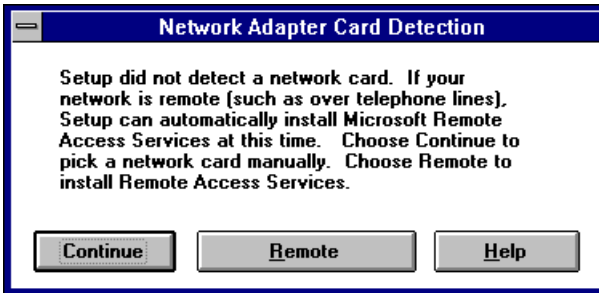 Network Adapter Card Detection
Setup did not detect a network card.  If your
network is remote (such as over telephone lines),
Setup can automatically install Microsoft Remote
Access Services at this time.   Choose Continue to
pick a network card manually.  Choose Remote to
install Remote Access Services.
Continue Remote Help